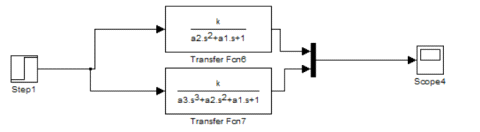 k
a2.s²+a1.s+1
Transfer Fcn6
Step1
k
a3.s³+a2.s²+a1.s+1
Transfer Fcn7
Scope4